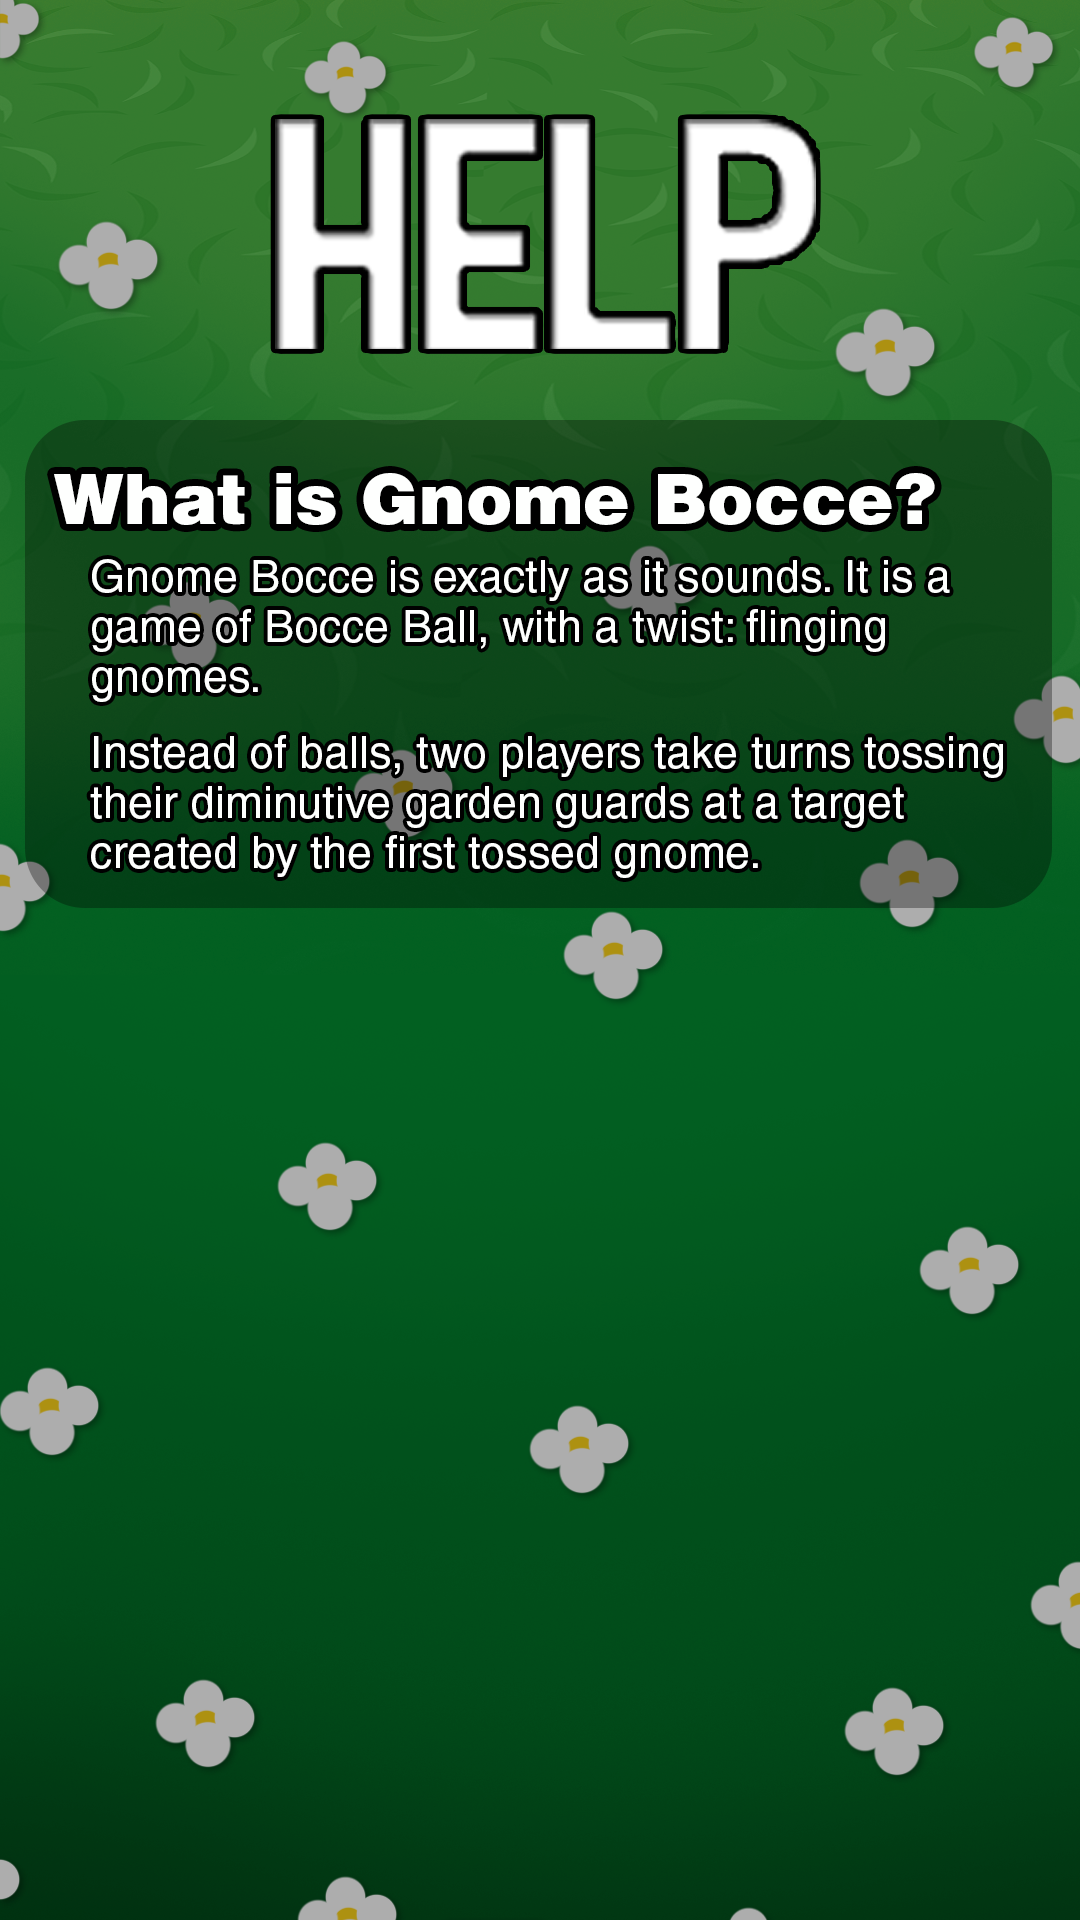 HELP
What is Gnome Bocce?
Gnome Bocce is exactly as it sounds. It is a
game of Bocce Ball, with a twist: flinging
gnomes.
Instead of balls, two players take turns tossing
their diminutive garden guards at a target
created by the first tossed gnome.